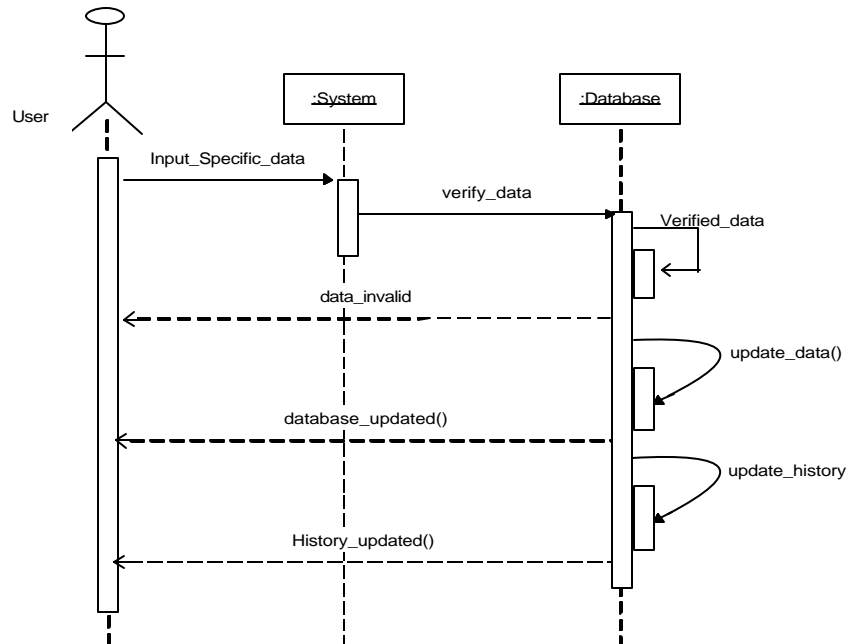 :System
:Database
User
Input_Specific_data
verify_data
Verified_data
data_invalid
update_data()
database_updated()
update_history
History_updated()